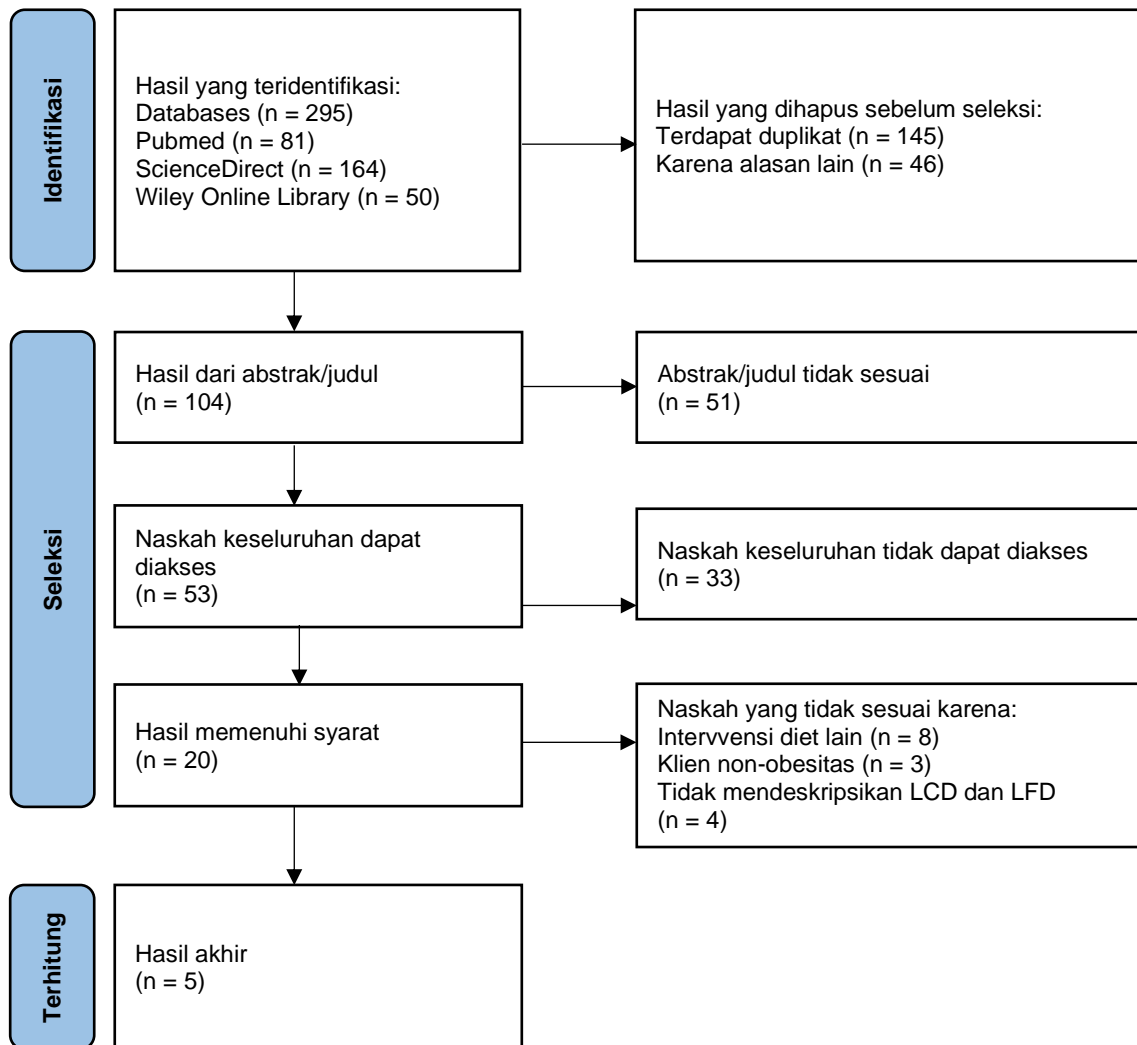 Identifikasi
Hasil yang teridentifikasi:
Databases (n = 295)
Pubmed (n = 81)
ScienceDirect (n = 164)
Wiley Online Library (n = 50)
Hasil yang dihapus sebelum seleksi:
Terdapat duplikat (n = 145)
Karena alasan lain (n = 46)
Seleksi
Hasil dari abstrak/judul
(n = 104)
Abstrak/judul tidak sesuai
(n = 51)
Naskah keseluruhan dapat
diakses
(n = 53)
Naskah keseluruhan tidak dapat diakses
(n = 33)
Hasil memenuhi syarat
(n = 20)
Naskah yang tidak sesuai karena:
Intervvensi diet lain (n = 8)
Klien non-obesitas (n = 3)
Tidak mendeskripsikan LCD dan LFD
(n = 4)
Terhitung
Hasil akhir
(n = 5)